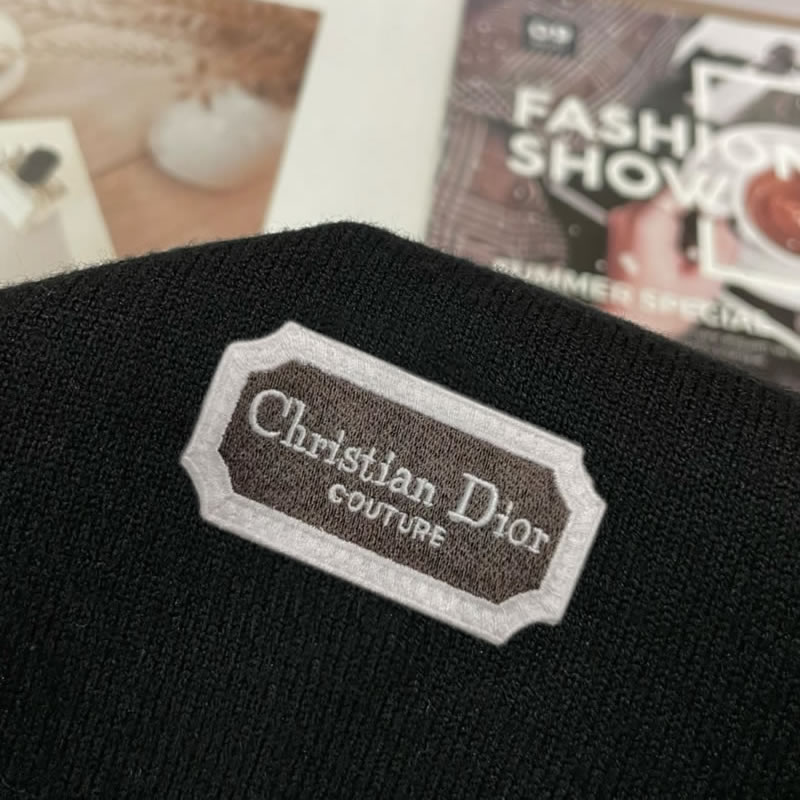 FASHION
SHOW
SUMMER SPECIAL
Christian Dior
COUTURE